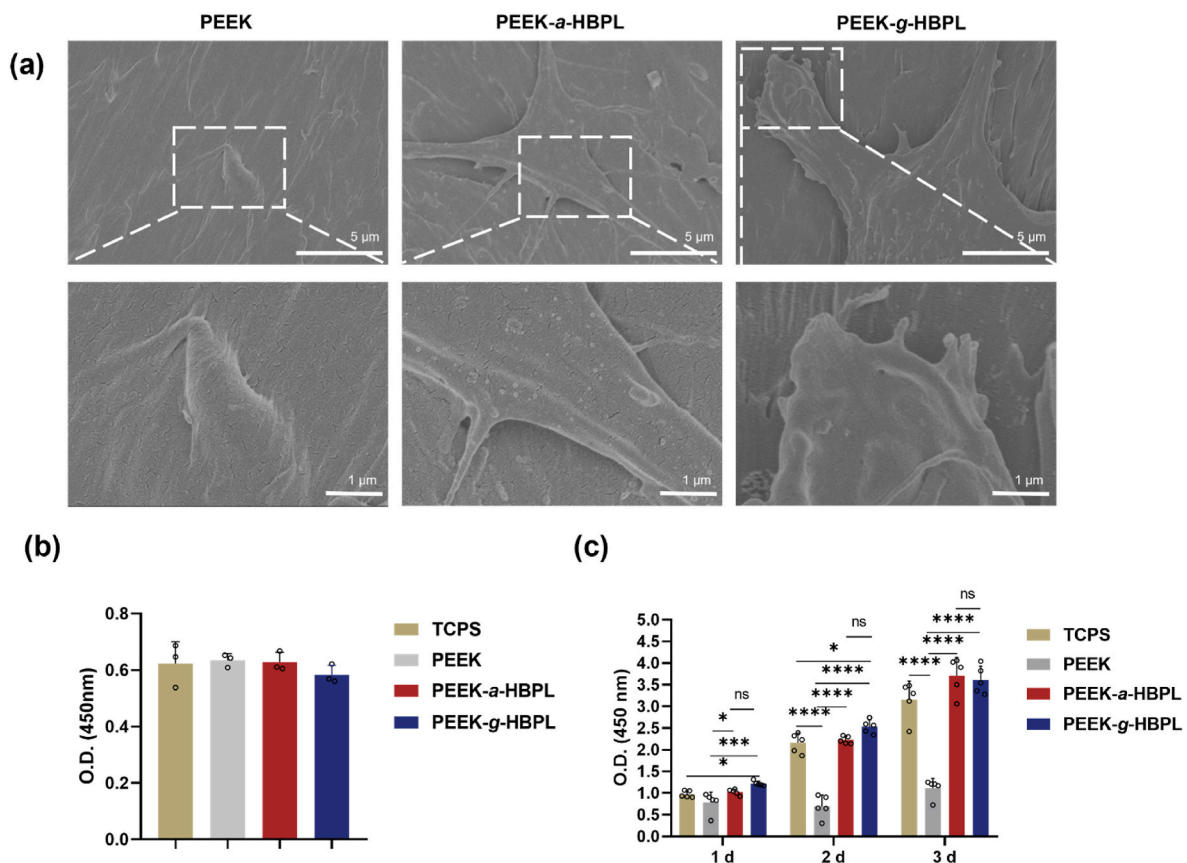 PEEK PEEK-a-HBPL PEEK-g-HBPL
(a)
5 μm 5 μm 5 μm
1 μm 1 μm 1 μm
(b)
O.D. (450nm)
0.8
0.6
0.4
0.2
0.0
TCPS
PEEK
PEEK-a-HBPL
PEEK-g-HBPL
(c)
O.D. (450 nm)
5.0
4.5
4.0
3.5
3.0
2.5
2.0
1.5
1.0
0.5
0.0
ns
*
***
*
ns
*
****
****
****
ns
****
****
****
1 d 2 d 3 d
TCPS
PEEK
PEEK-a-HBPL
PEEK-g-HBPL